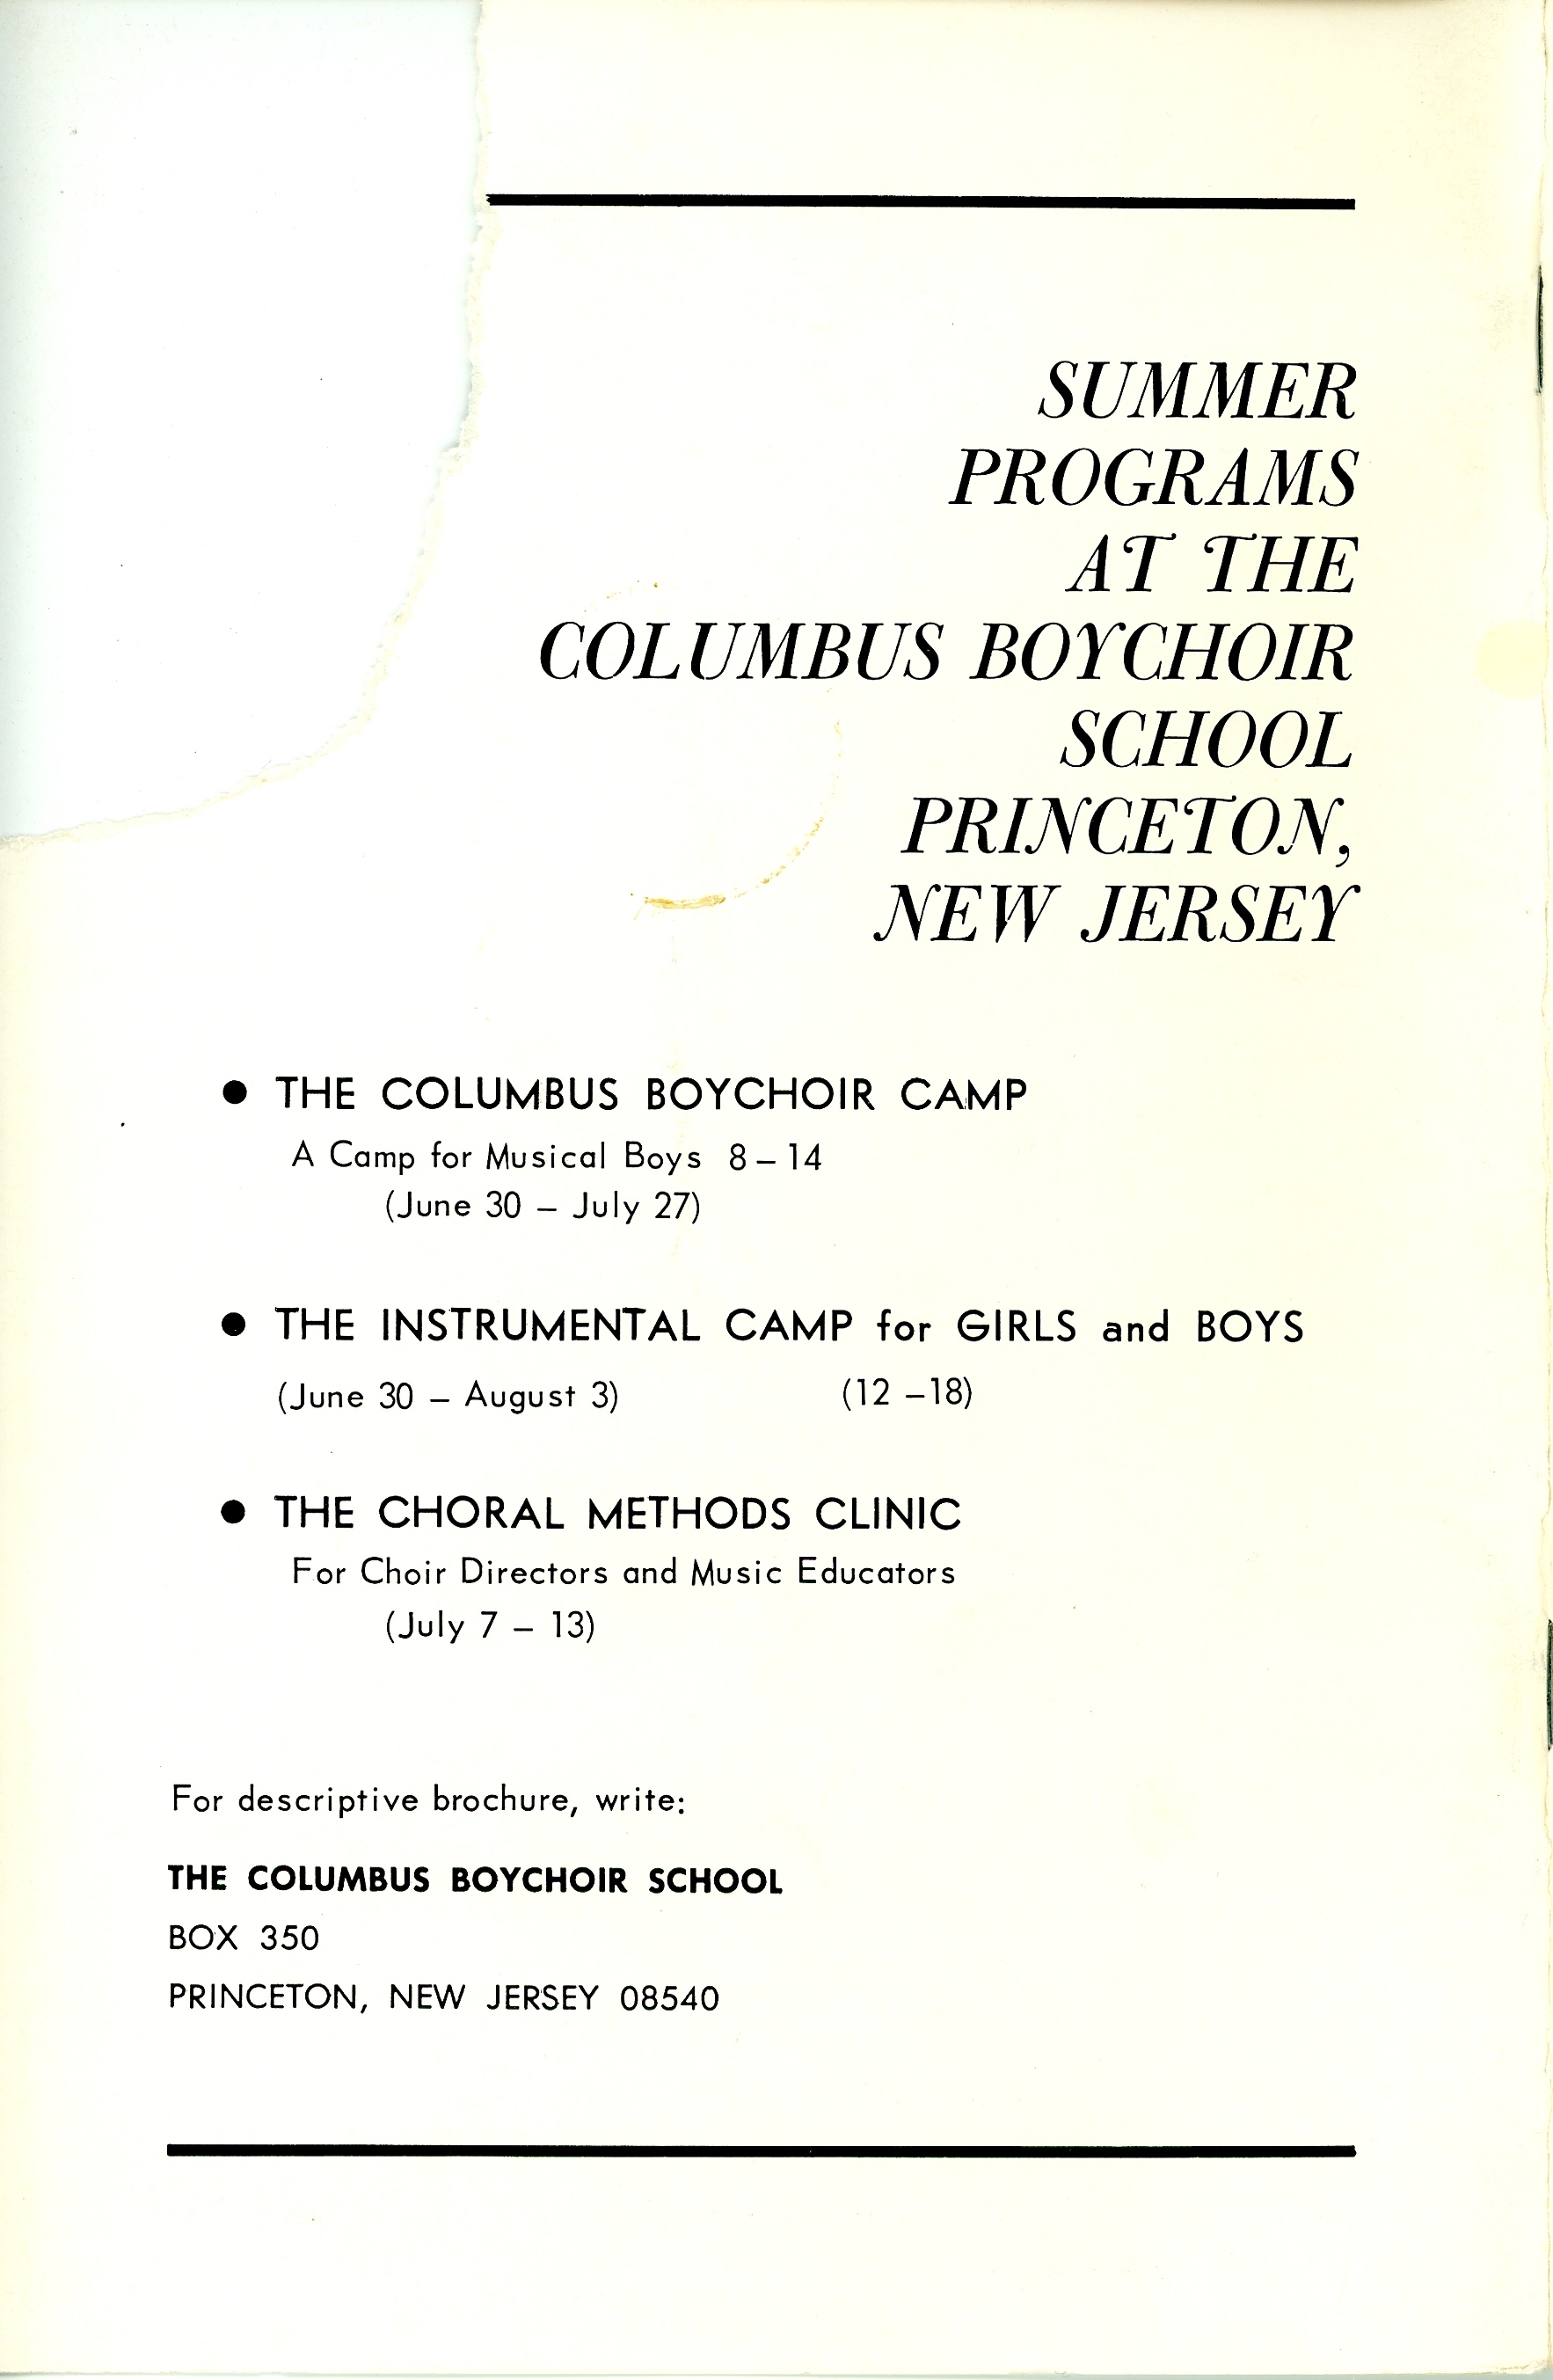 SUMMER
PROGRAMS
AT THE
COLUMBUS BOYCHOIR
SCHOOL
PRINCETON,
NEW JERSEY
● THE COLUMBUS BOYCHOIR CAMP
A Camp for Musical Boys 8 – 14
(June 30 – July 27)
● THE INSTRUMENTAL CAMP for GIRLS and BOYS
(June 30 – August 3) (12 –18)
● THE CHORAL METHODS CLINIC
For Choir Directors and Music Educators
(July 7 – 13)
For descriptive brochure, write:
THE COLUMBUS BOYCHOIR SCHOOL
BOX 350
PRINCETON, NEW JERSEY 08540